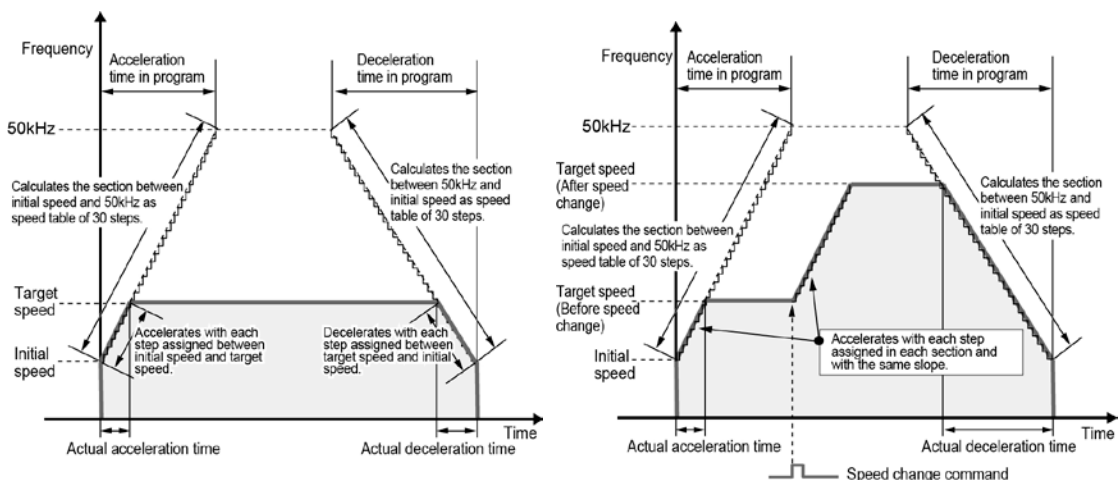 Frequency
Acceleration
time in program
Deceleration
time in program
50kHz
Calculates the section between
initial speed and 50kHz as
speed table of 30 steps.
Calculates the section
between 50kHz and
initial speed as speed
table of 30 steps.
Target
speed
Initial
speed
Accelerates with each
step assigned between
initial speed and target
speed.
Decelerates with each
step assigned between
target speed and initial
speed.
Time
Actual acceleration time
Actual deceleration time
Frequency
Acceleration
time in program
Deceleration
time in program
50kHz
Target speed
(After speed
change)
Calculates the section between
initial speed and 50kHz as
speed table of 30 steps.
Calculates the section
between 50kHz and
initial speed as speed
table of 30 steps.
Target speed
(Before speed
change)
Initial
speed
Accelerates with each step
assigned in each section and
with the same slope.
Time
Actual acceleration time
Actual deceleration time
Speed change command